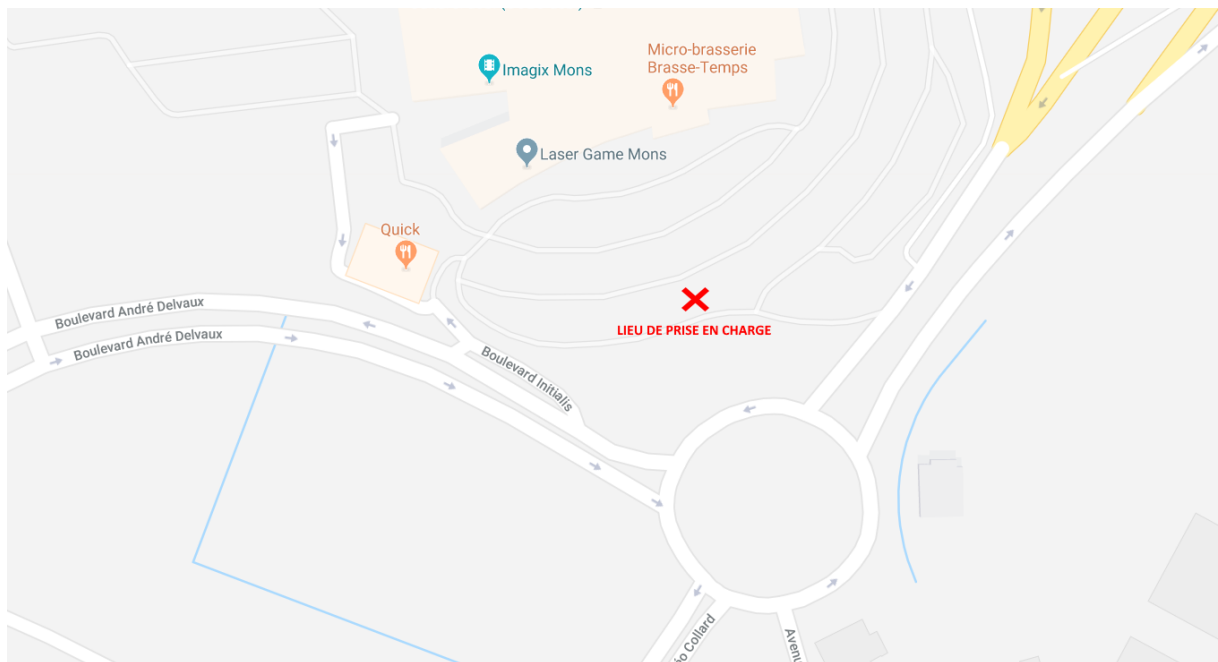 Imagix Mons
Micro-brasserie
Brasse-Temps
Laser Game Mons
Quick
Boulevard André Delvaux
Boulevard André Delvaux
LIEU DE PRISE EN CHARGE
Boulevard Initialis
Collard